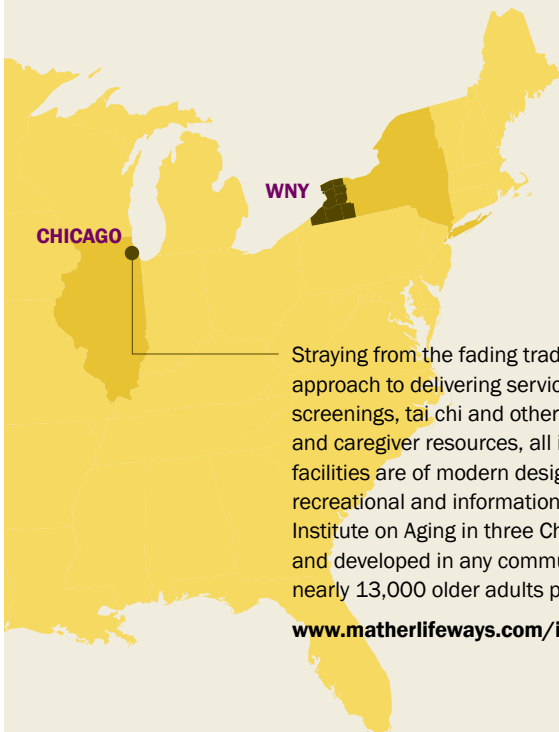 WNY
CHICAGO
Straying from the fading trad
approach to delivering servic
screenings, tai chi and other
and caregiver resources, all i
facilities are of modern desig
recreational and information
Institute on Aging in three Ch
and developed in any commu
nearly 13,000 older adults p
www.matherlifeways.com/i